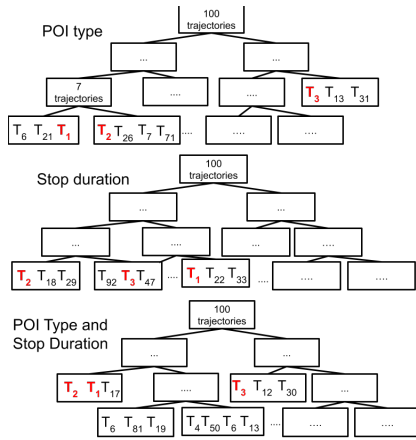 100
trajectories
POI type
...
...
7
trajectories
....
....
T3 T13 T31
T6 T21 T1
T2 T26 T7 T71
....
....
....
100
trajectories
Stop duration
...
...
...
....
...
....
T2 T18 T29
T92 T3 T47
....
T1 T22 T33
....
....
....
100
trajectories
POI Type and
Stop Duration
...
...
T2 T1 T17
....
T3 T12 T30
...
T6 T81 T19
T4 T50 T6 T13
....
....
....